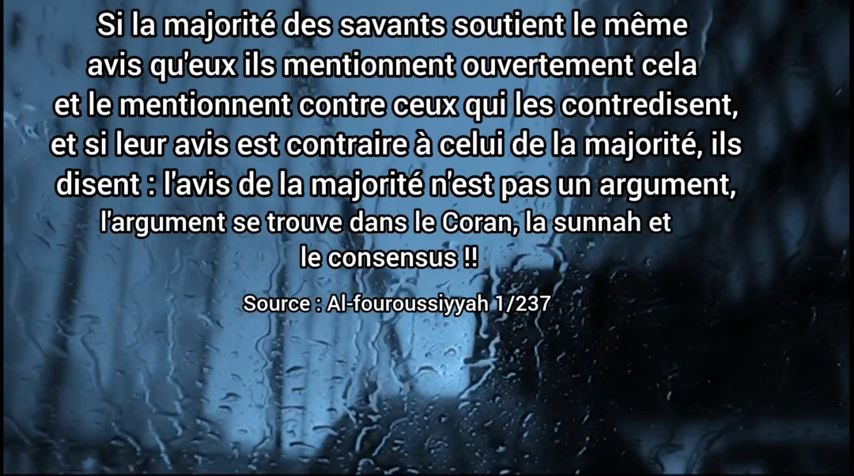 Si la majorité des savants soutient le même
avis qu'eux ils mentionnent ouvertement cela
et le mentionnent contre ceux qui les contredisent,
et si leur avis est contraire à celui de la majorité, ils
disent : l'avis de la majorité n'est pas un argument,
l'argument se trouve dans le Coran, la sunnah et
le consensus !!
Source : Al-fouroussiyyah 1/237